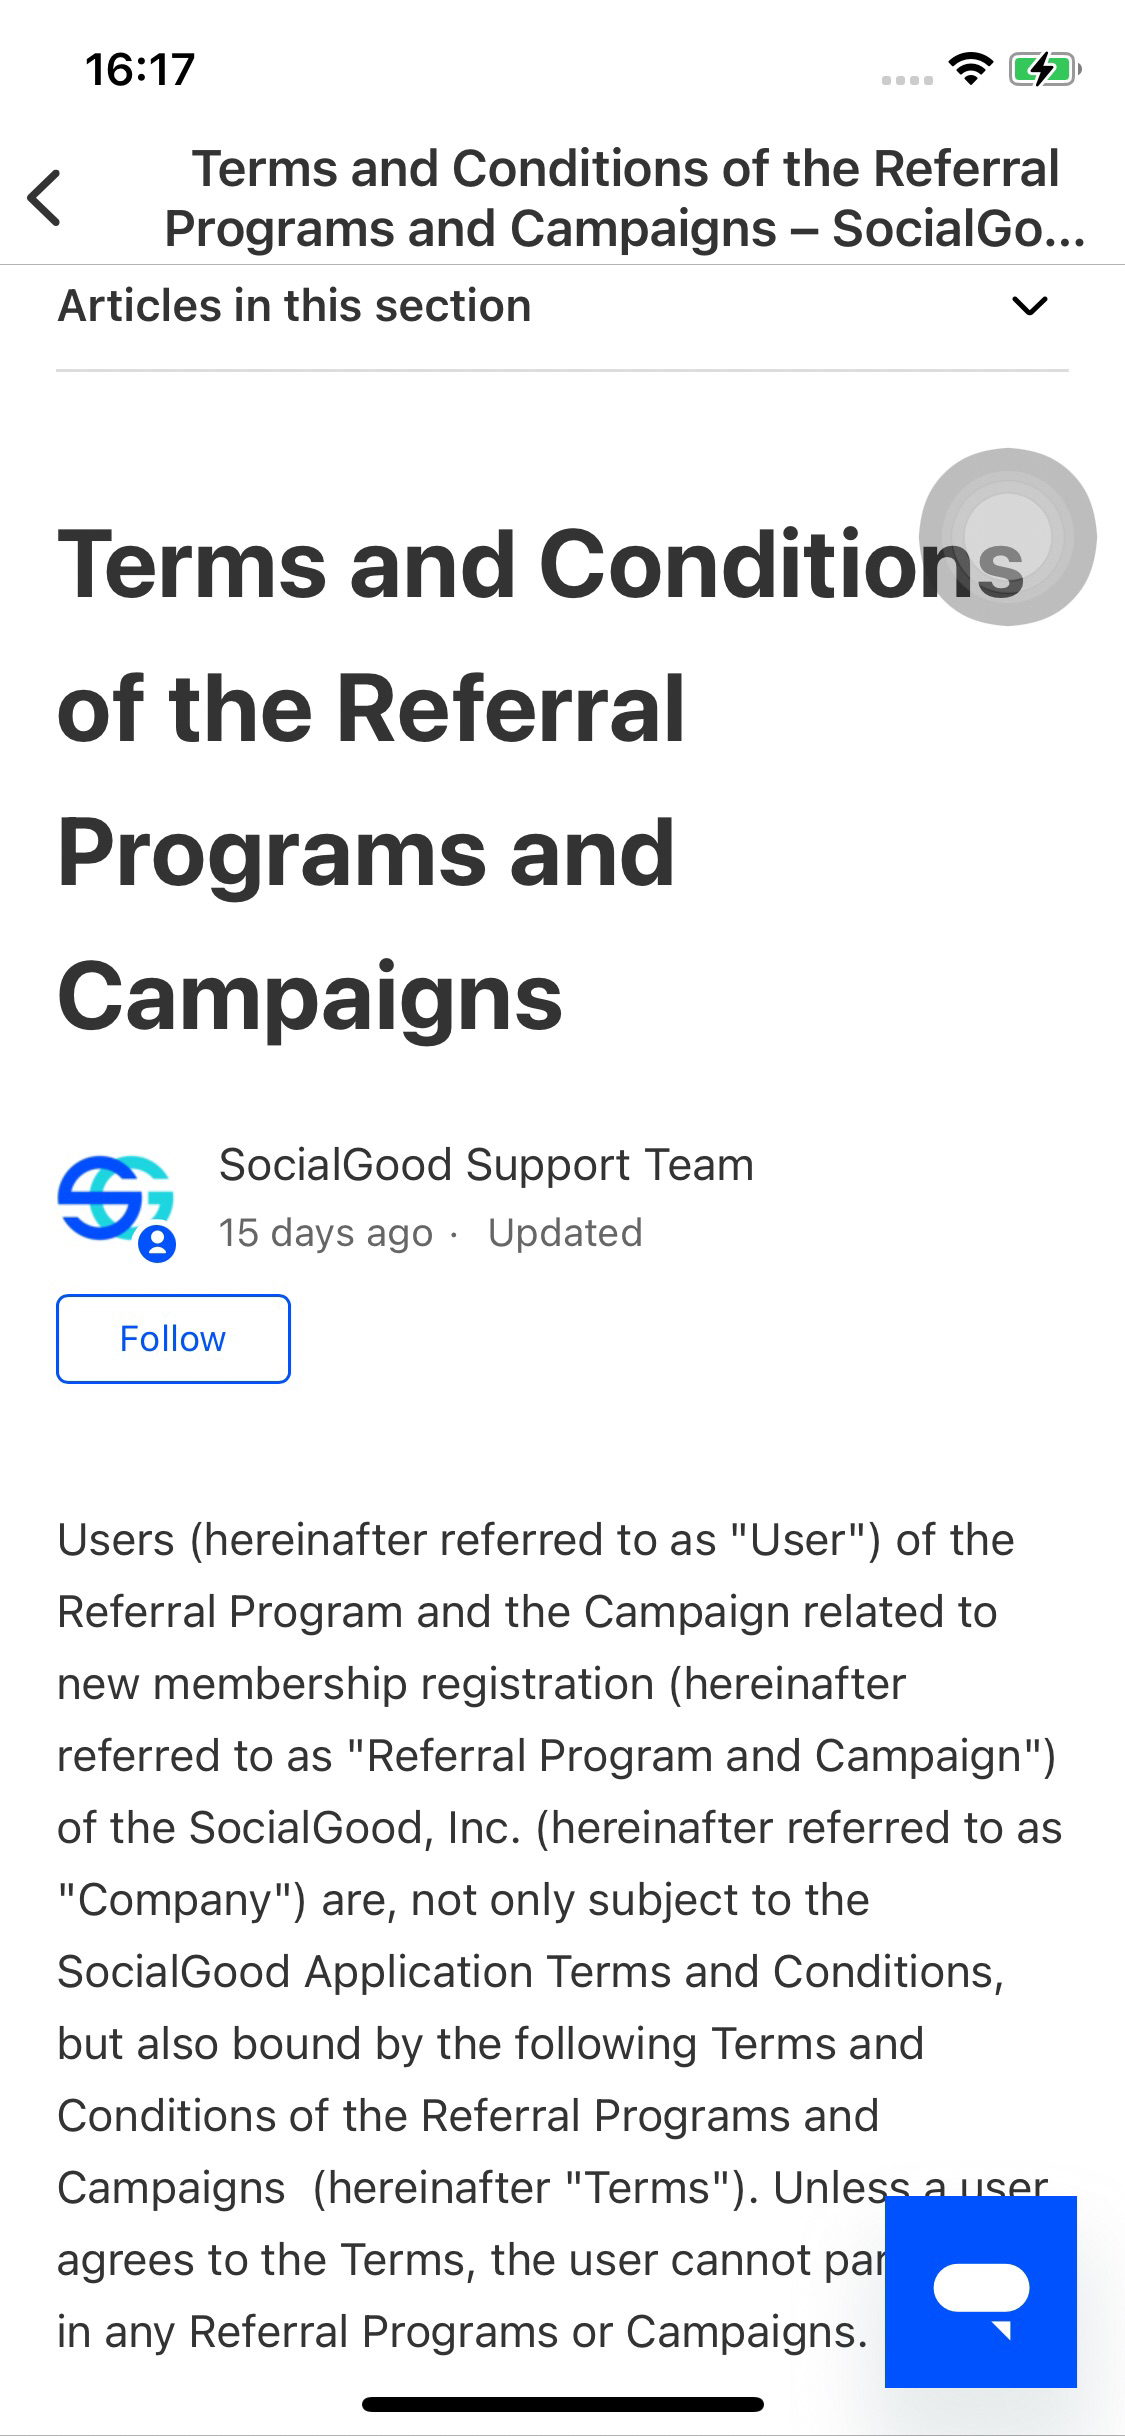 16:17
Terms and Conditions of the Referral
Programs and Campaigns – SocialGo...
Articles in this section
Terms and Conditions
of the Referral
Programs and
Campaigns
SocialGood Support Team
15 days ago · Updated
Follow
Users (hereinafter referred to as "User") of the
Referral Program and the Campaign related to
new membership registration (hereinafter
referred to as "Referral Program and Campaign")
of the SocialGood, Inc. (hereinafter referred to as
"Company") are, not only subject to the
SocialGood Application Terms and Conditions,
but also bound by the following Terms and
Conditions of the Referral Programs and
Campaigns  (hereinafter "Terms"). Unless a user
agrees to the Terms, the user cannot
in any Referral Programs or Campaigns.